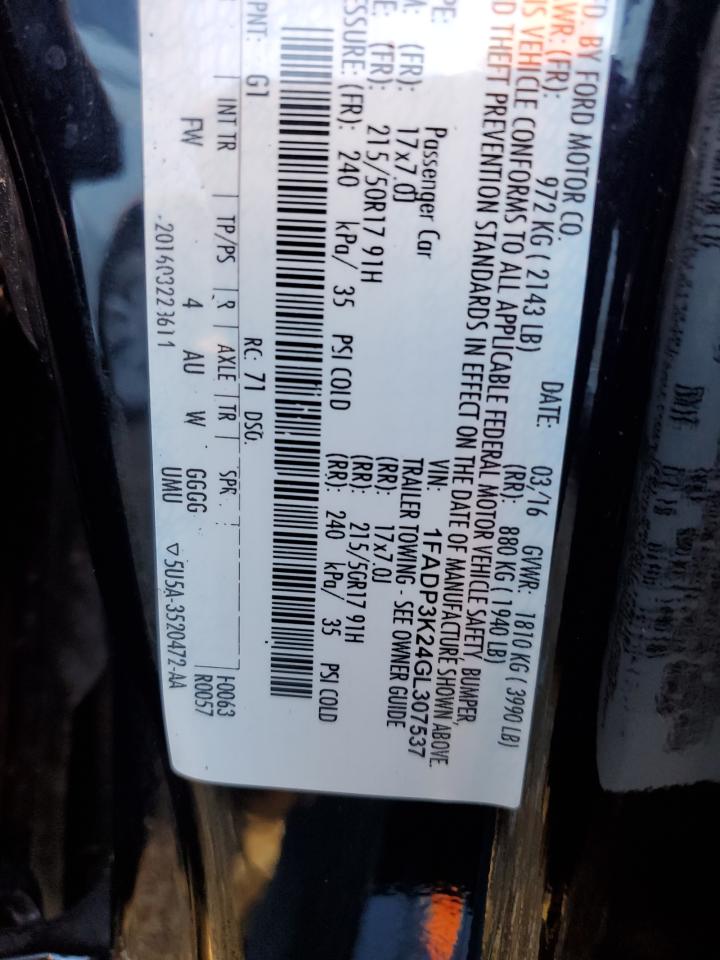 D. BY FORD MOTOR CO.
WR: (FR): 972 KG ( 2143 LB) DATE: 03/16 GVWR: 1810 KG ( 3990 LB)
(RR): 880 KG ( 1940 LB)
IS VEHICLE CONFORMS TO ALL APPLICABLE FEDERAL MOTOR VEHICLE SAFETY, BUMPER,
D THEFT PREVENTION STANDARDS IN EFFECT ON THE DATE OF MANUFACTURE SHOWN ABOVE.
VIN: 1FADP3K24GL307537
PE: Passenger Car TRAILER TOWING - SEE OWNER GUIDE
(FR): 17x7.0J (RR): 17x7.0J
E: (FR): 215/50R17 91H (RR): 215/50R17 91H
ESSURE: (FR): 240 kPa/ 35 PSI COLD (RR): 240 kPa/ 35 PSI COLD
PNT: G1 RC: 71 DSO:
INT TR TP/PS R AXLE TR SPR H0063
FW 4 AU W GGGG R0057
UMU
20160322B611 ▽5U5A-3520472-AA